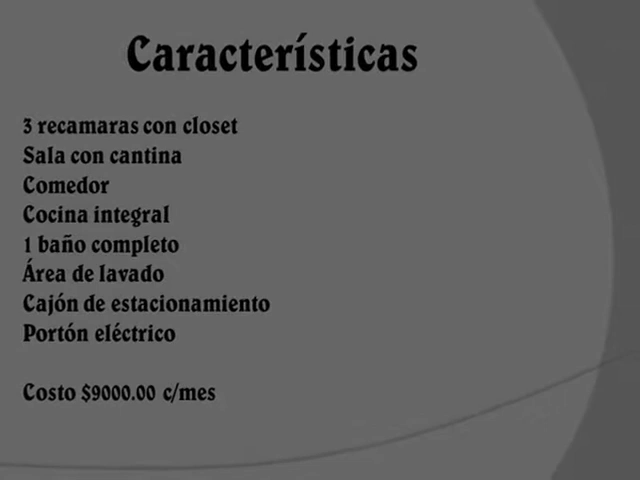 Características
3 recamaras con closet
Sala con cantina
Comedor
Cocina integral
1 baño completo
Área de lavado
Cajón de estacionamiento
Portón eléctrico
Costo $9000.00 c/mes